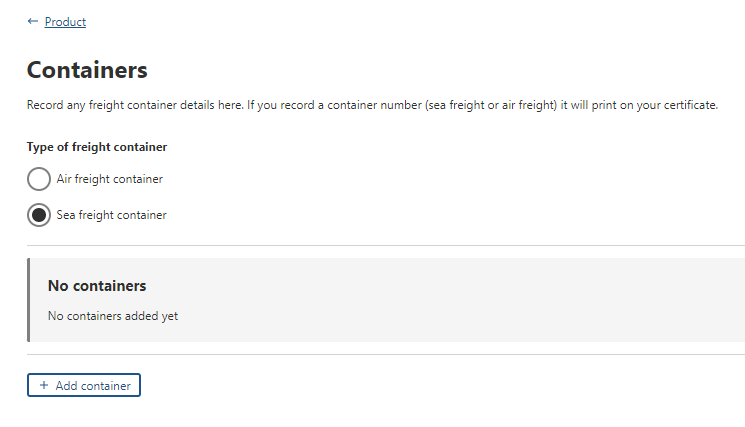 ← Product
Containers
Record any freight container details here. If you record a container number (sea freight or air freight) it will print on your certificate.
Type of freight container
Air freight container
Sea freight container
No containers
No containers added yet
+ Add container